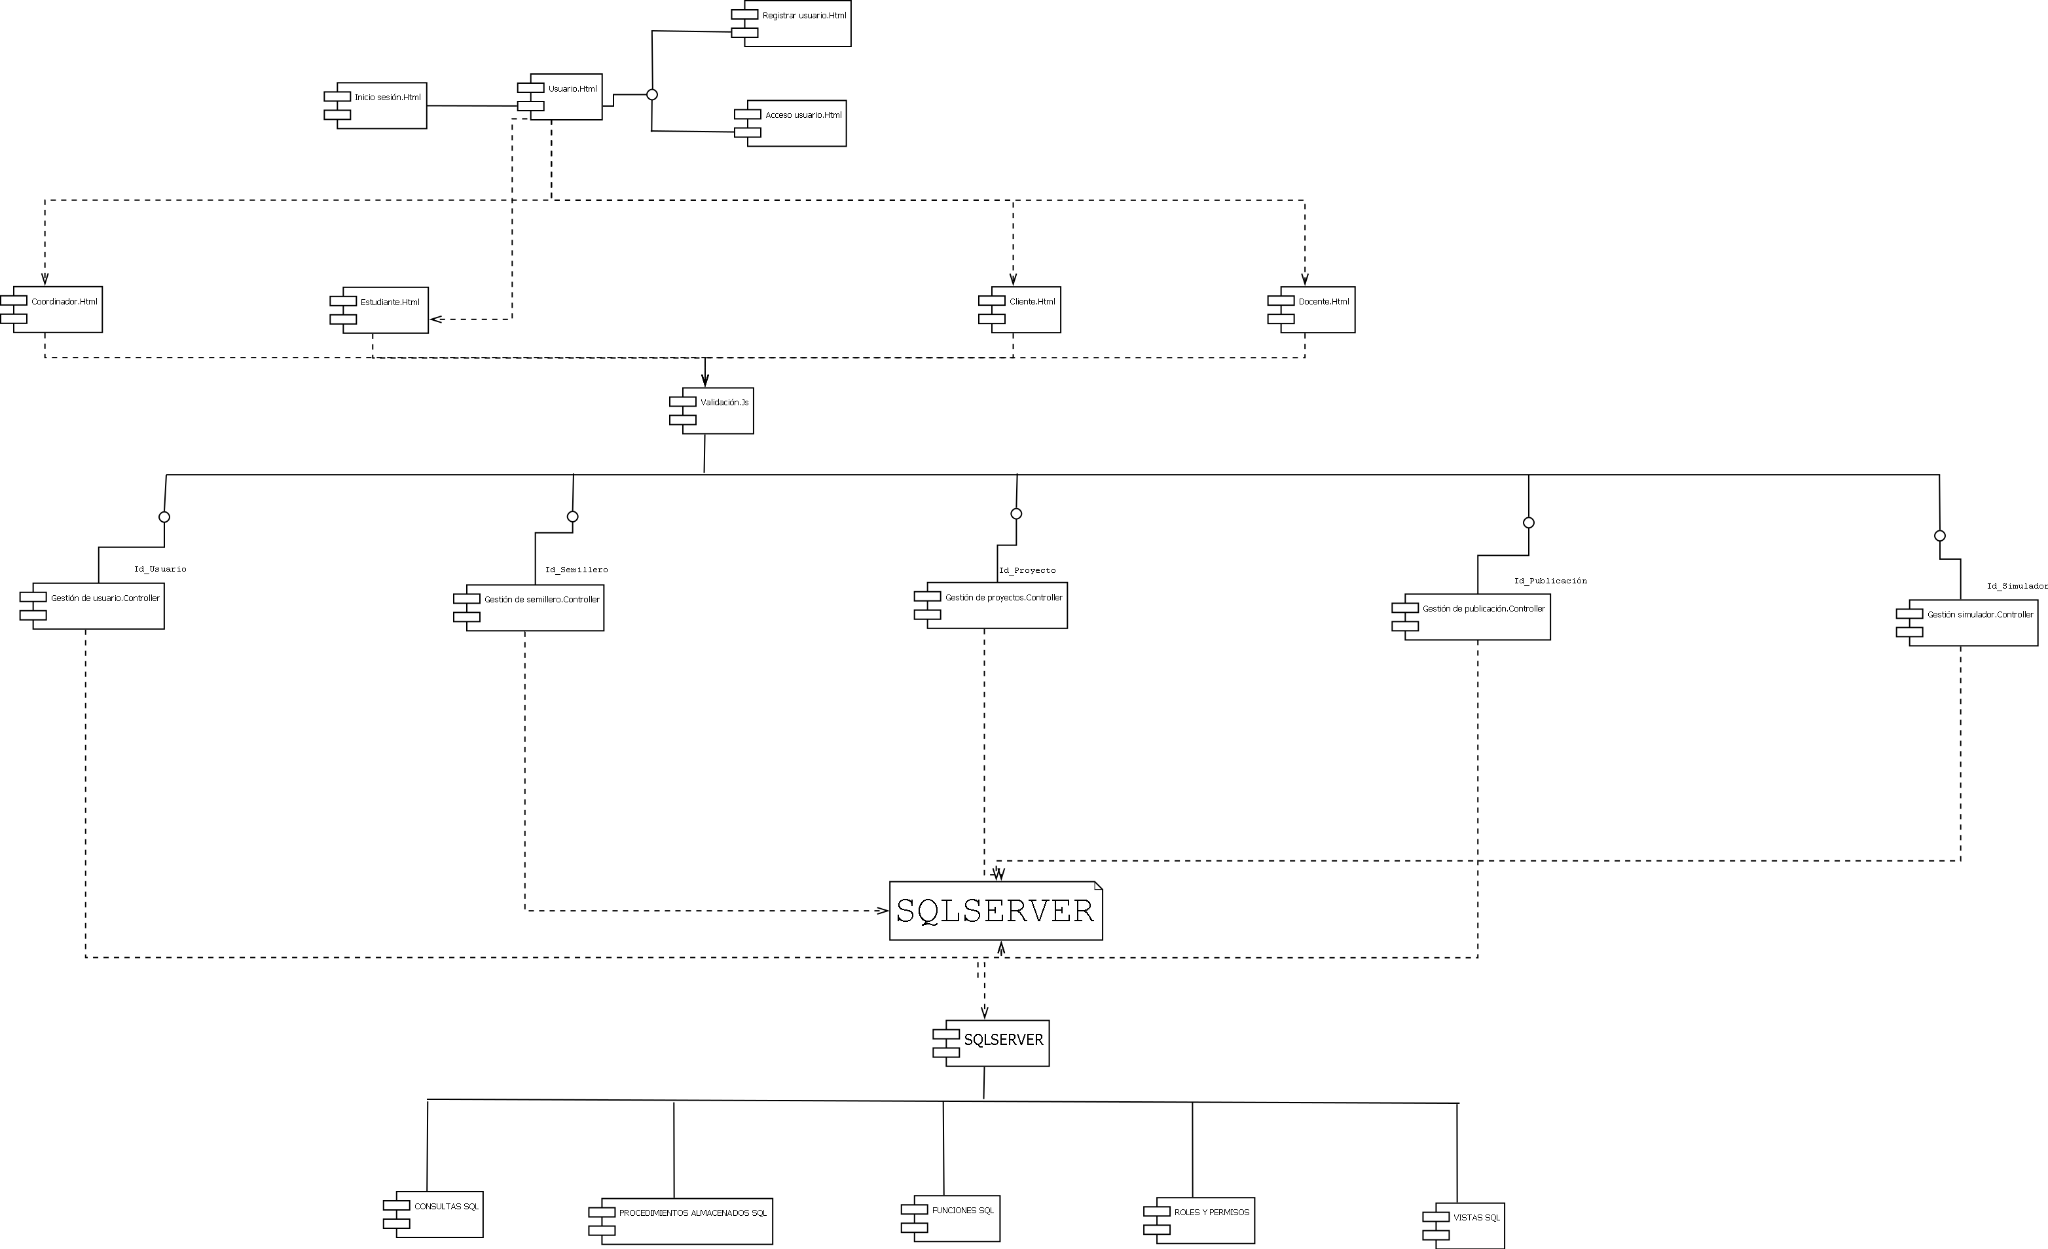 Registrar usuario.Html
Usuario.Html
Inicio sesión.Html
Acceso usuario.Html
Coordinador.Html
Estudiante.Html
Cliente.Html
Docente.Html
Validación.Js
Id_Usuario
Id_Semillero
Id_Proyecto
Id_Publicación
Id_Simulador
Gestión de usuario.Controller
Gestión de semillero.Controller
Gestión de proyectos.Controller
Gestión de publicación.Controller
Gestión simulador.Controller
SQLSERVER
SQLSERVER
CONSULTAS SQL
PROCEDIMIENTOS ALMACENADOS SQL
FUNCIONES SQL
ROLES Y PERMISOS
VISTAS SQL